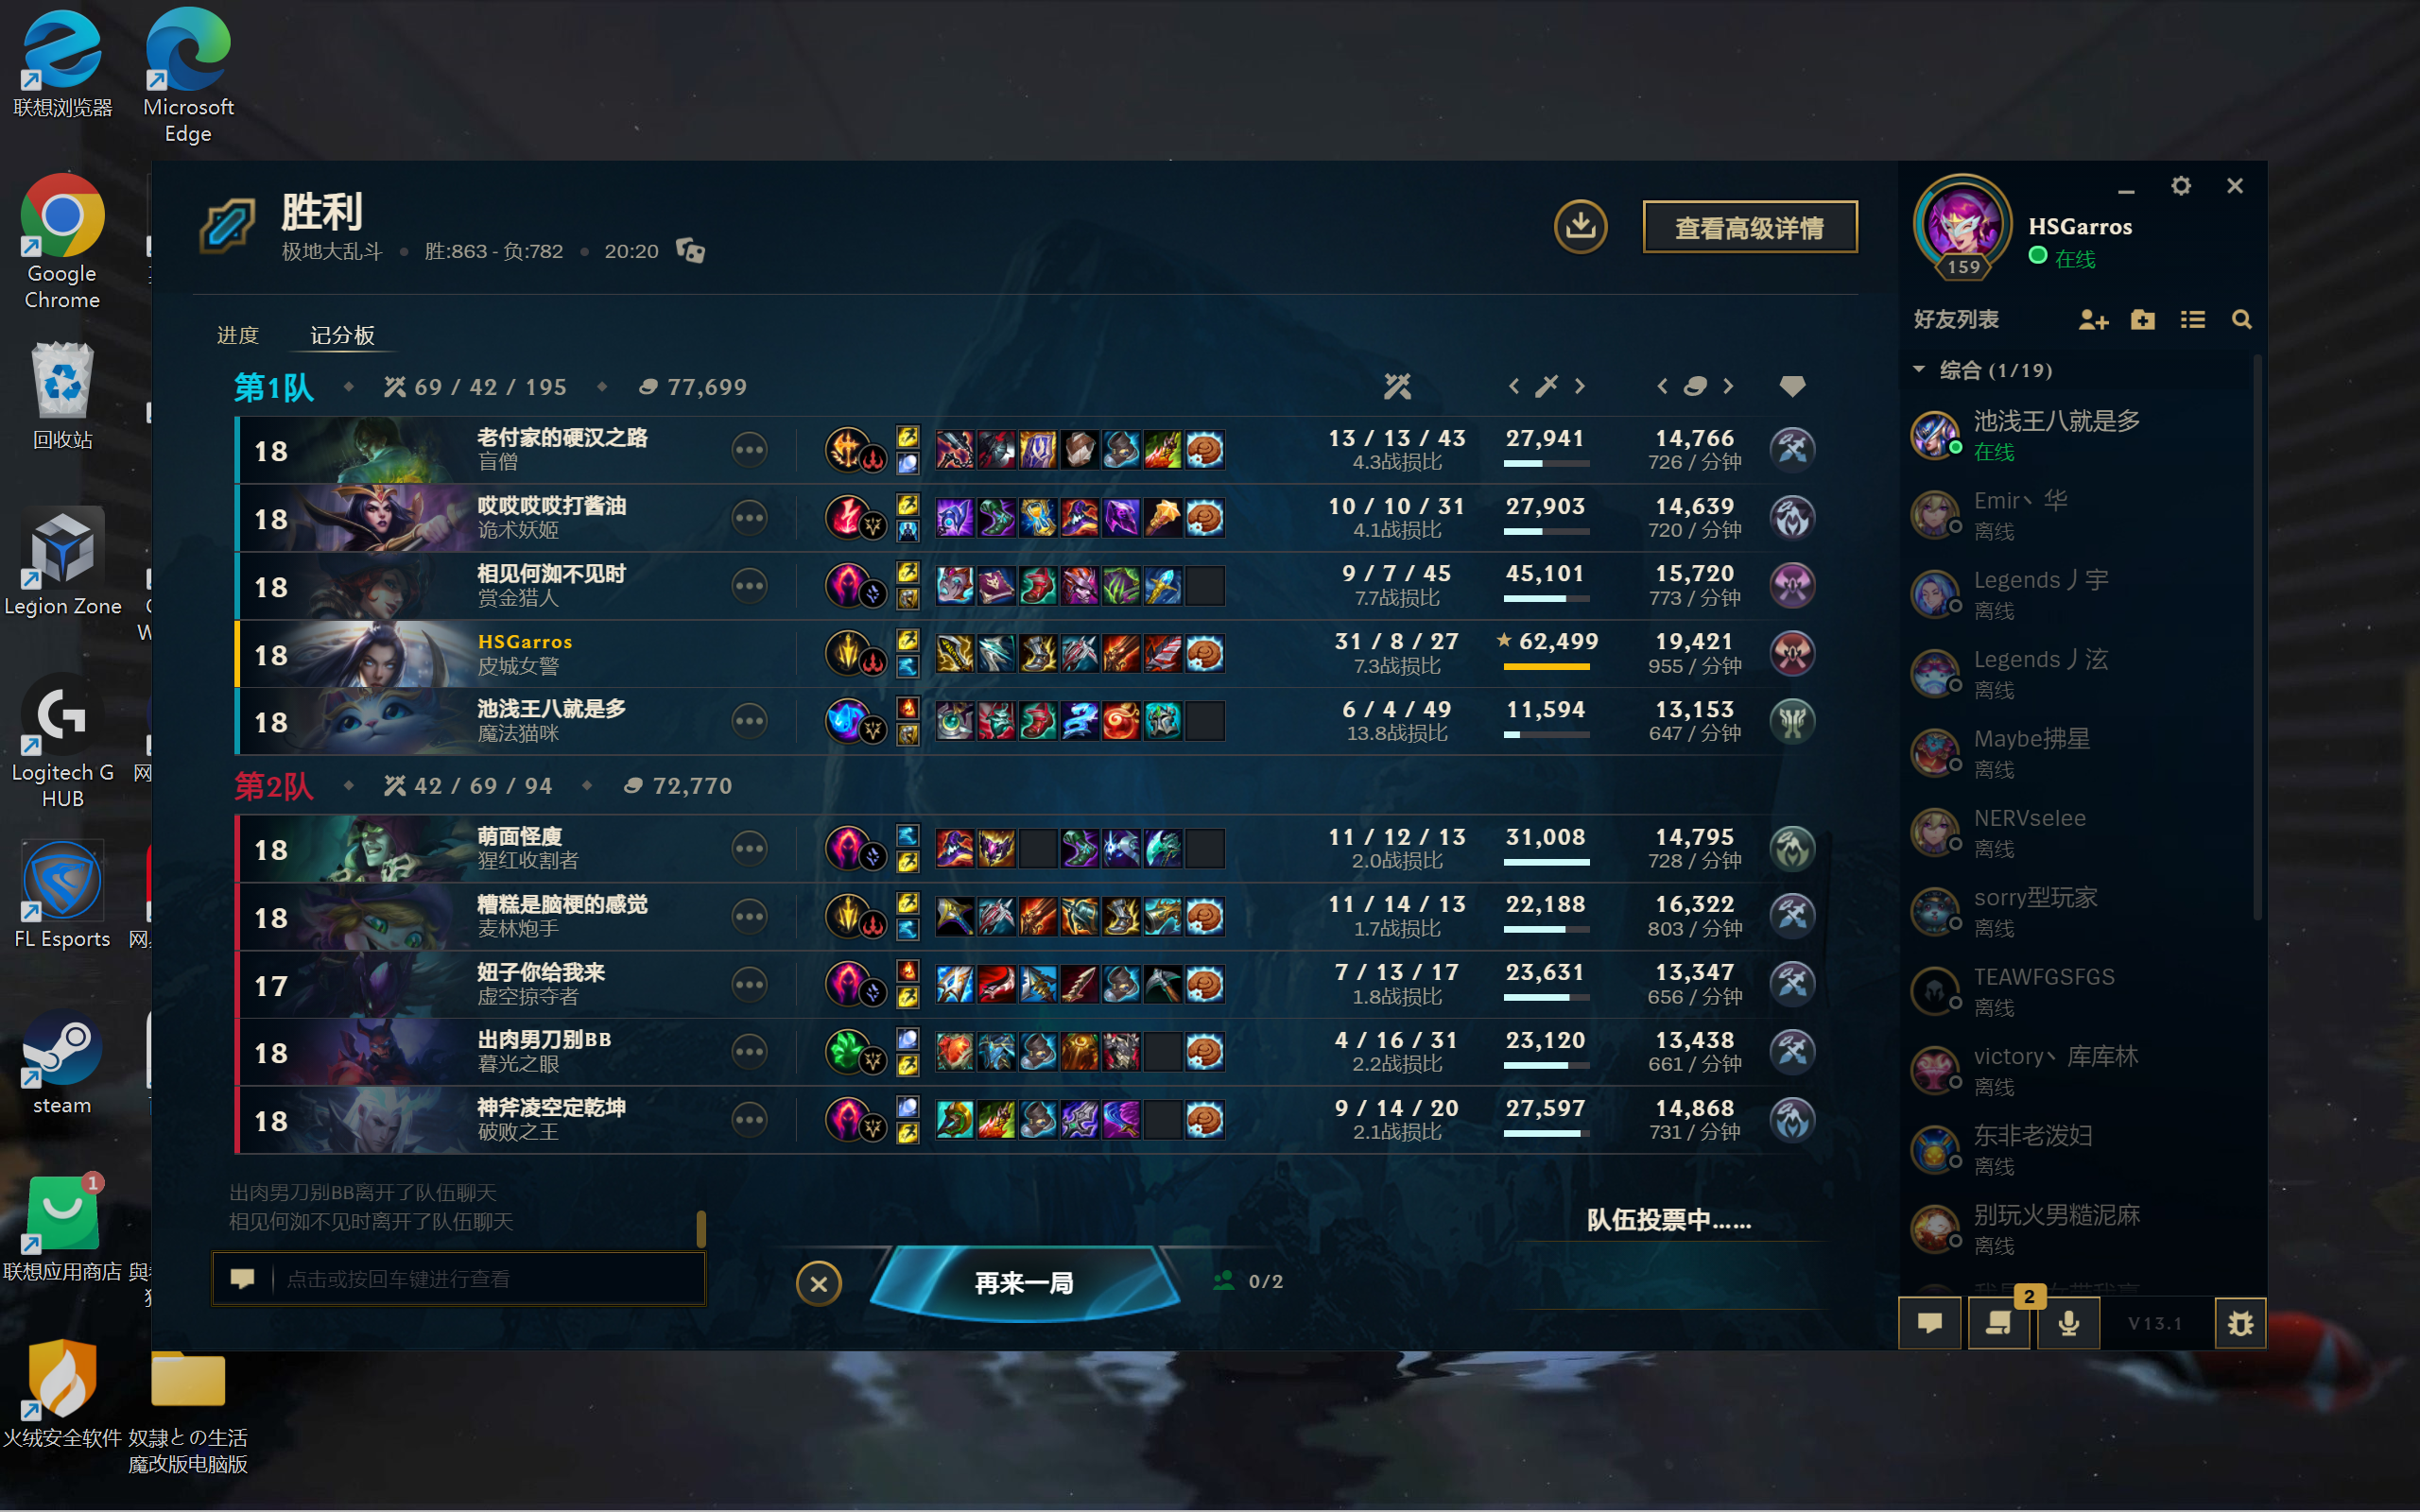 联想浏览器
Microsoft
Edge
Google
Chrome
回收站
Legion Zone
Logitech G
HUB
FL Esports
steam
1
联想应用商店
火绒安全软件
奴隷との生活
魔改版电脑版
胜利
极地大乱斗 胜:863 - 负:782 20:20
查看高级详情
进度 记分板
第1队 69 / 42 / 195 77,699
18 老付家的硬汉之路 13 / 13 / 43 27,941 14,766
盲僧 4.3战损比 726 / 分钟
18 哎哎哎哎打酱油 10 / 10 / 31 27,903 14,639
诡术妖姬 4.1战损比 720 / 分钟
18 相见何洳不见时 9 / 7 / 45 45,101 15,720
赏金猎人 7.7战损比 773 / 分钟
18 HSGarros 31 / 8 / 27 62,499 19,421
皮城女警 7.3战损比 955 / 分钟
18 池浅王八就是多 6 / 4 / 49 11,594 13,153
魔法猫咪 13.8战损比 647 / 分钟
第2队 42 / 69 / 94 72,770
18 萌面怪廋 11 / 12 / 13 31,008 14,795
猩红收割者 2.0战损比 728 / 分钟
18 糟糕是脑梗的感觉 11 / 14 / 13 22,188 16,322
麦林炮手 1.7战损比 803 / 分钟
17 妞子你给我来 7 / 13 / 17 23,631 13,347
虚空掠夺者 1.8战损比 656 / 分钟
18 出肉男刀别BB 4 / 16 / 31 23,120 13,438
暮光之眼 2.2战损比 661 / 分钟
18 神斧凌空定乾坤 9 / 14 / 20 27,597 14,868
破败之王 2.1战损比 731 / 分钟
出肉男刀别BB离开了队伍聊天
相见何洳不见时离开了队伍聊天
点击或按回车键进行查看
再来一局
0/2
队伍投票中......
159
HSGarros
在线
好友列表
综合 (1/19)
池浅王八就是多
在线
Emir丶华
离线
Legends丿宇
离线
Legends丿泫
离线
Maybe拂星
离线
NERVselee
离线
sorry型玩家
离线
TEAWFGSFGS
离线
victory丶库库林
离线
东非老泼妇
离线
别玩火男糙泥麻
离线
2
V13.1